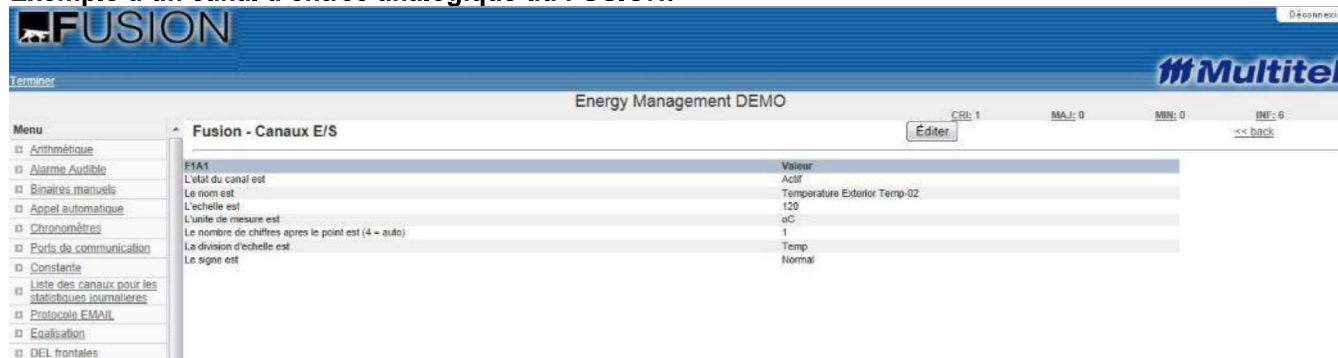 FUSION
Déconnexi
Multitel
Terminer
Energy Management DEMO
CRI: 1 MAJ: 0 MIN: 0 INF: 6
Menu
Fusion - Canaux E/S
Éditer
<< back
Arithmétique
Alarme Audible
Binaires manuels
Appel automatique
Chronomètres
Ports de communication
Constante
Liste des canaux pour les
statistiques journalieres
Protocole EMAIL
Egalisation
DEL frontales
F1A1 Valeur
L'etat du canal est Actif
Le nom est Temperature Exterior Temp-02
L'echelle est 120
L'unite de mesure est oC
Le nombre de chiffres apres le point est (4 = auto) 1
La division d'echelle est Temp
Le signe est Normal